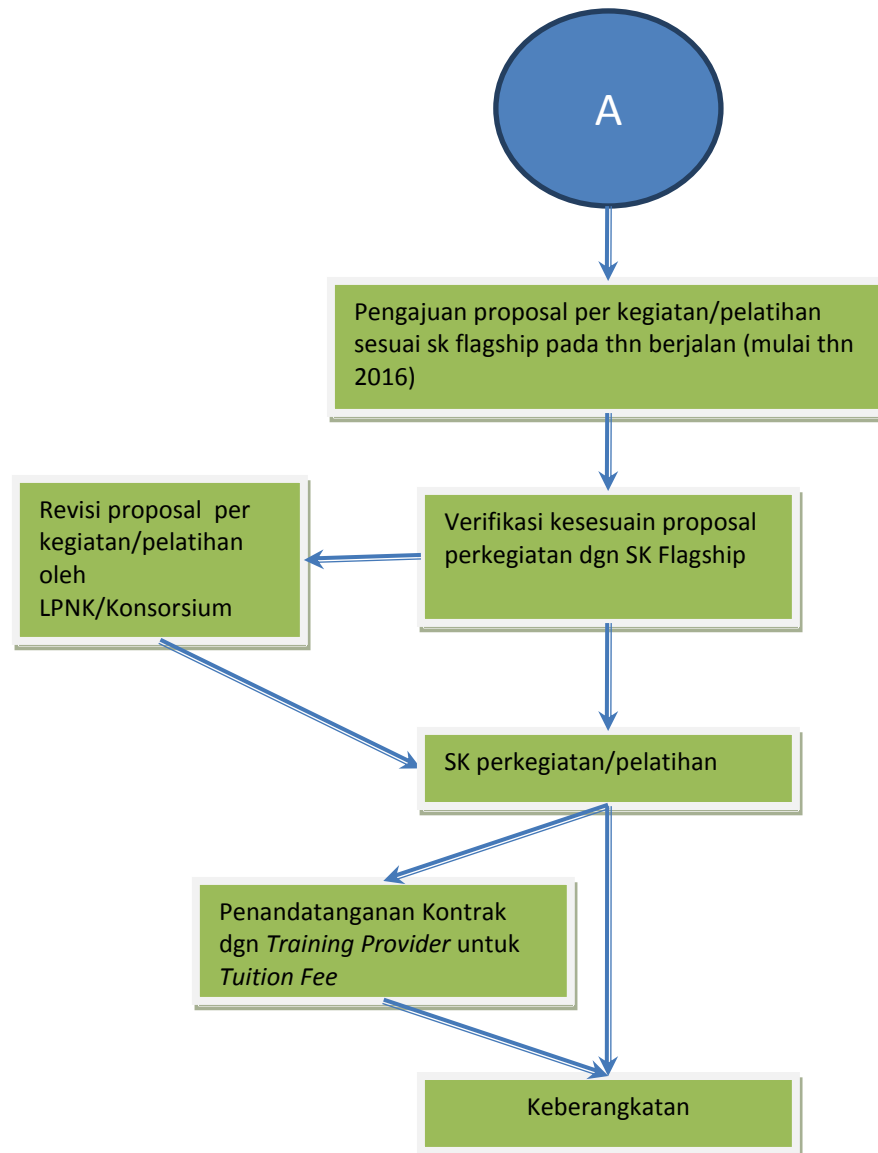 A
Pengajuan proposal per kegiatan/pelatihan
sesuai sk flagship pada thn berjalan (mulai thn
2016)
Revisi proposal per
kegiatan/pelatihan
oleh
LPNK/Konsorsium
Verifikasi kesesuain proposal
perkegiatan dgn SK Flagship
SK perkegiatan/pelatihan
Penandatanganan Kontrak
dgn Training Provider untuk
Tuition Fee
Keberangkatan